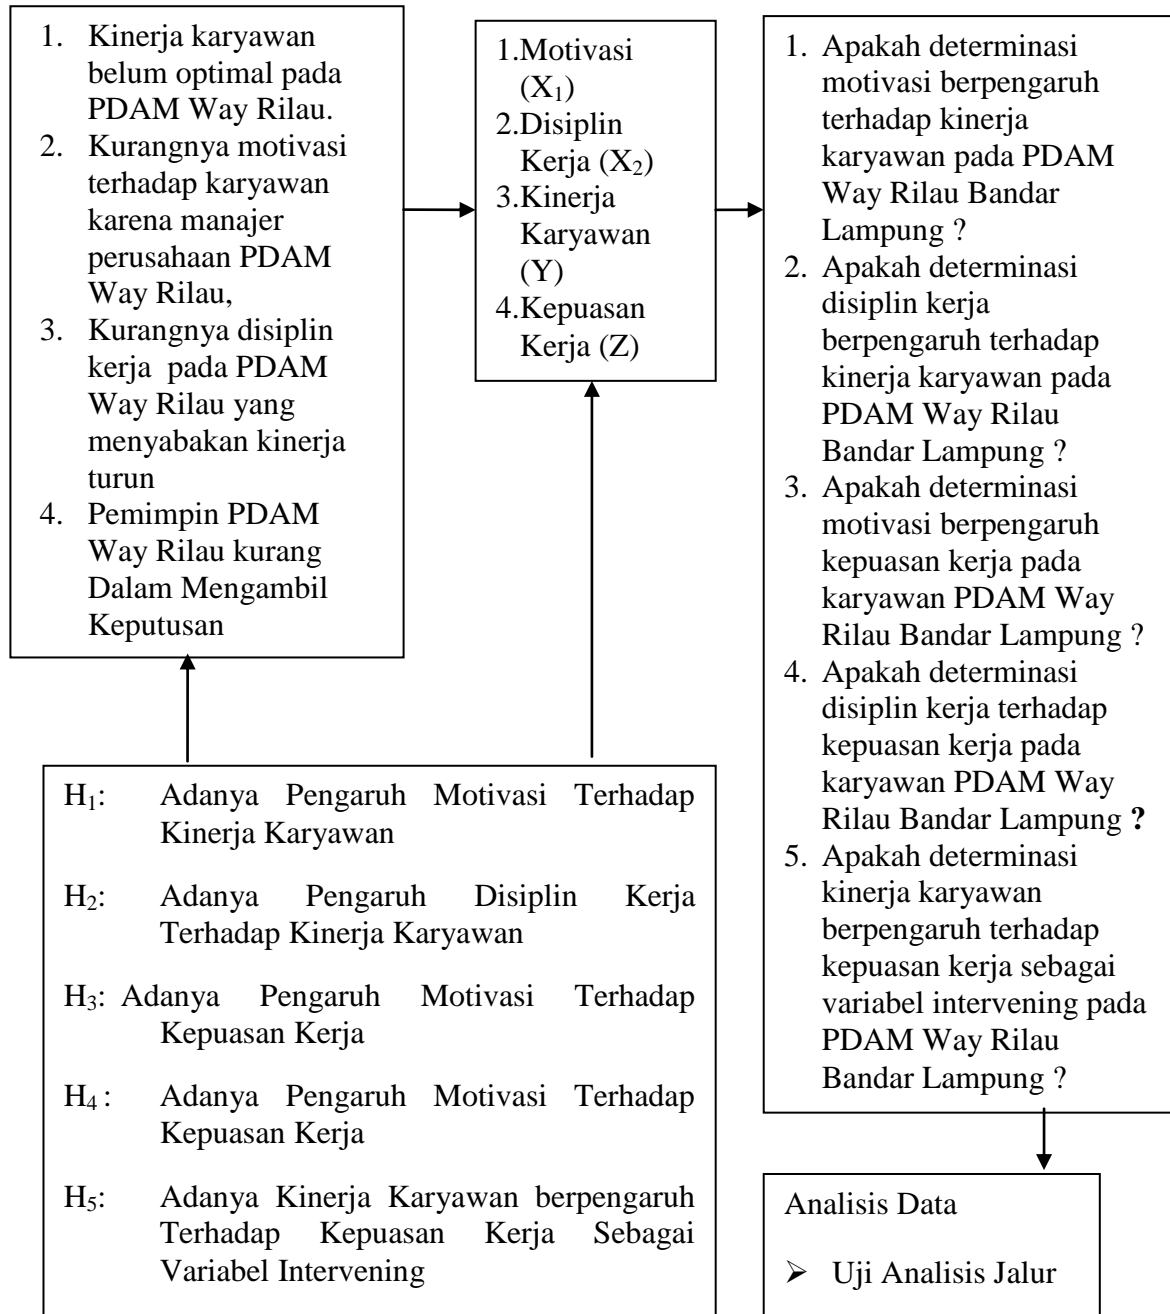 1. Kinerja karyawan
belum optimal pada
PDAM Way Rilau.
2. Kurangnya motivasi
terhadap karyawan
karena manajer
perusahaan PDAM
Way Rilau,
3. Kurangnya disiplin
kerja pada PDAM
Way Rilau yang
menyabakan kinerja
turun
4. Pemimpin PDAM
Way Rilau kurang
Dalam Mengambil
Keputusan
1.Motivasi
(X₁)
2.Disiplin
Kerja (X₂)
3.Kinerja
Karyawan
(Y)
4.Kepuasan
Kerja (Z)
1. Apakah determinasi
motivasi berpengaruh
terhadap kinerja
karyawan pada PDAM
Way Rilau Bandar
Lampung ?
2. Apakah determinasi
disiplin kerja
berpengaruh terhadap
kinerja karyawan pada
PDAM Way Rilau
Bandar Lampung ?
3. Apakah determinasi
motivasi berpengaruh
kepuasan kerja pada
karyawan PDAM Way
Rilau Bandar Lampung ?
4. Apakah determinasi
disiplin kerja terhadap
kepuasan kerja pada
karyawan PDAM Way
Rilau Bandar Lampung ?
5. Apakah determinasi
kinerja karyawan
berpengaruh terhadap
kepuasan kerja sebagai
variabel intervening pada
PDAM Way Rilau
Bandar Lampung ?
H₁: Adanya Pengaruh Motivasi Terhadap
Kinerja Karyawan
H₂: Adanya Pengaruh Disiplin Kerja
Terhadap Kinerja Karyawan
H₃: Adanya Pengaruh Motivasi Terhadap
Kepuasan Kerja
H₄ : Adanya Pengaruh Motivasi Terhadap
Kepuasan Kerja
H₅: Adanya Kinerja Karyawan berpengaruh
Terhadap Kepuasan Kerja Sebagai
Variabel Intervening
Analisis Data
➢ Uji Analisis Jalur